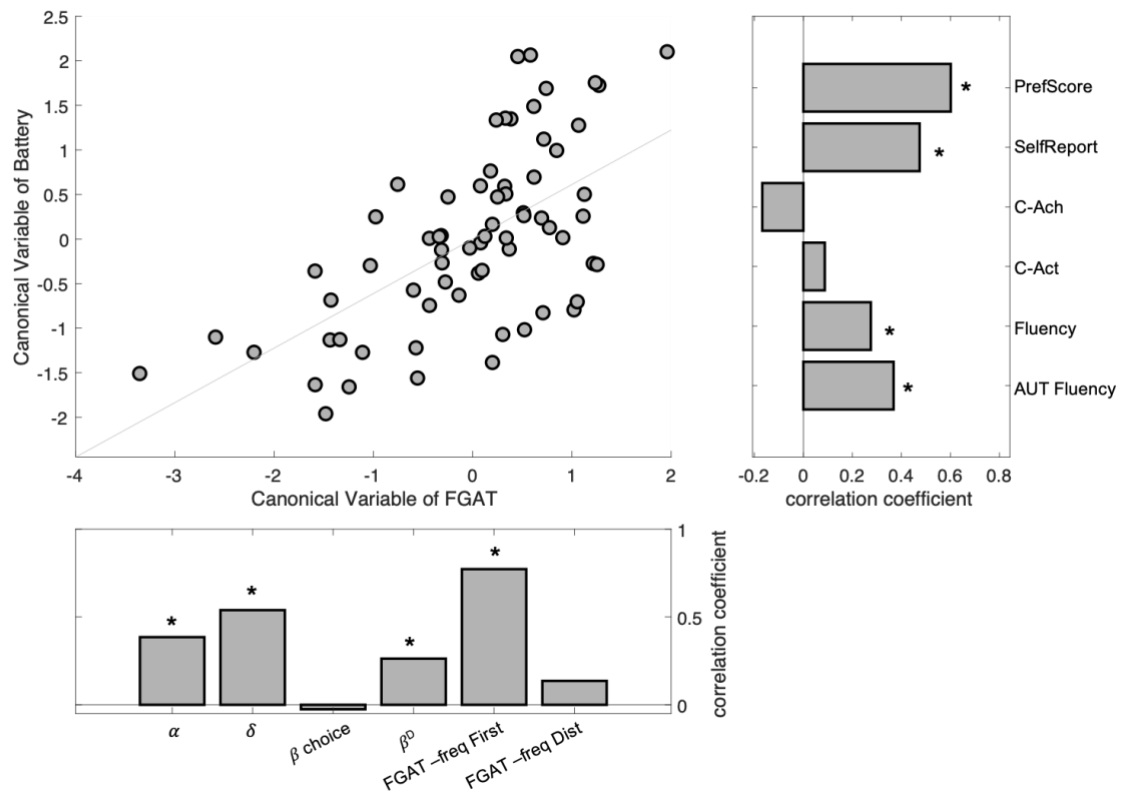 2.5
2
1.5
1
0.5
0
-0.5
-1
-1.5
-2
Canonical Variable of Battery
-4 -3 -2 -1 0 1 2
Canonical Variable of FGAT
* PrefScore
* SelfReport
C-Ach
C-Act
* Fluency
* AUT Fluency
-0.2 0 0.2 0.4 0.6 0.8
correlation coefficient
* * * *
1
0.5
0
correlation coefficient
α
δ
β choice
βᴰ
FGAT –freq First
FGAT –freq Dist